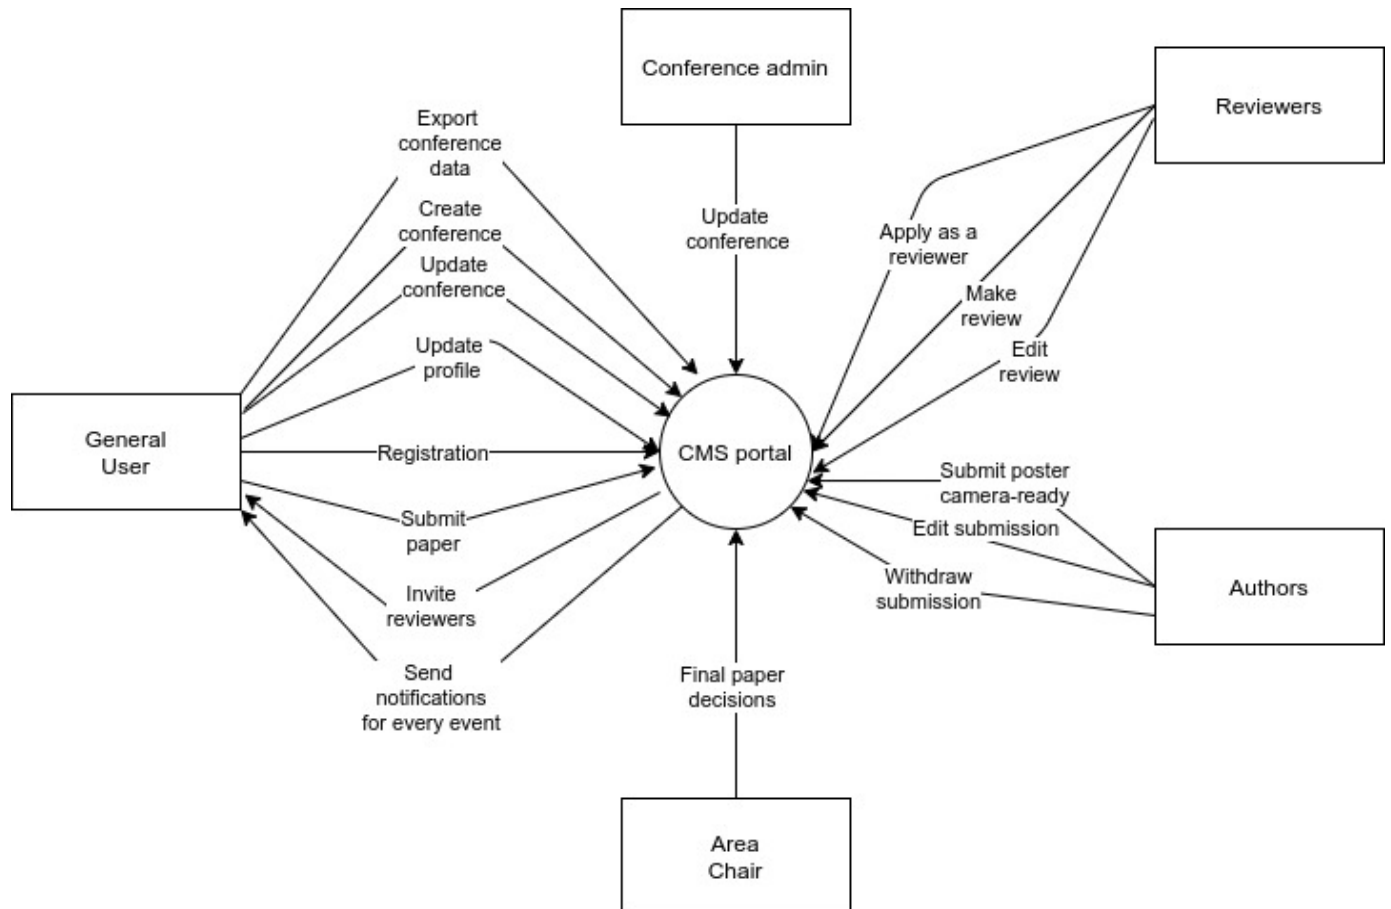 Conference admin
Reviewers
Export
conference
data
Create
conference
Update
conference
Update
profile
Registration
Submit
paper
Invite
reviewers
Send
notifications
for every event
General
User
Update
conference
CMS portal
Apply as a
reviewer
Make
review
Edit
review
Submit poster
camera-ready
Edit submission
Withdraw
submission
Authors
Final paper
decisions
Area
Chair